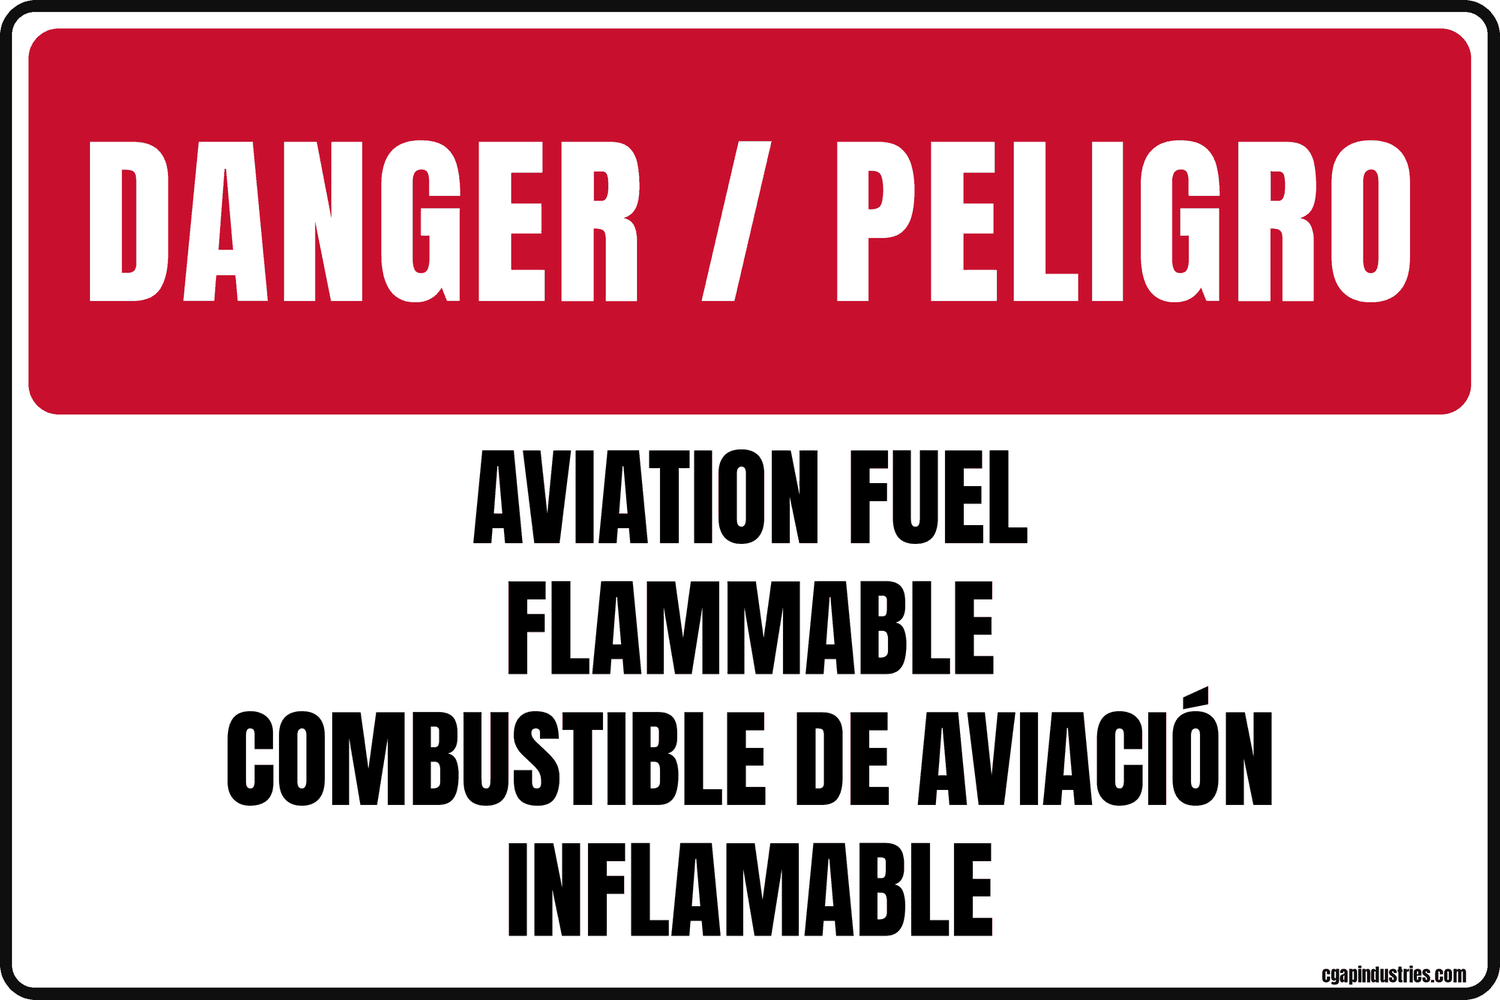 DANGER / PELIGRO
AVIATION FUEL
FLAMMABLE
COMBUSTIBLE DE AVIACIÓN
INFLAMABLE
cgapindustries.com